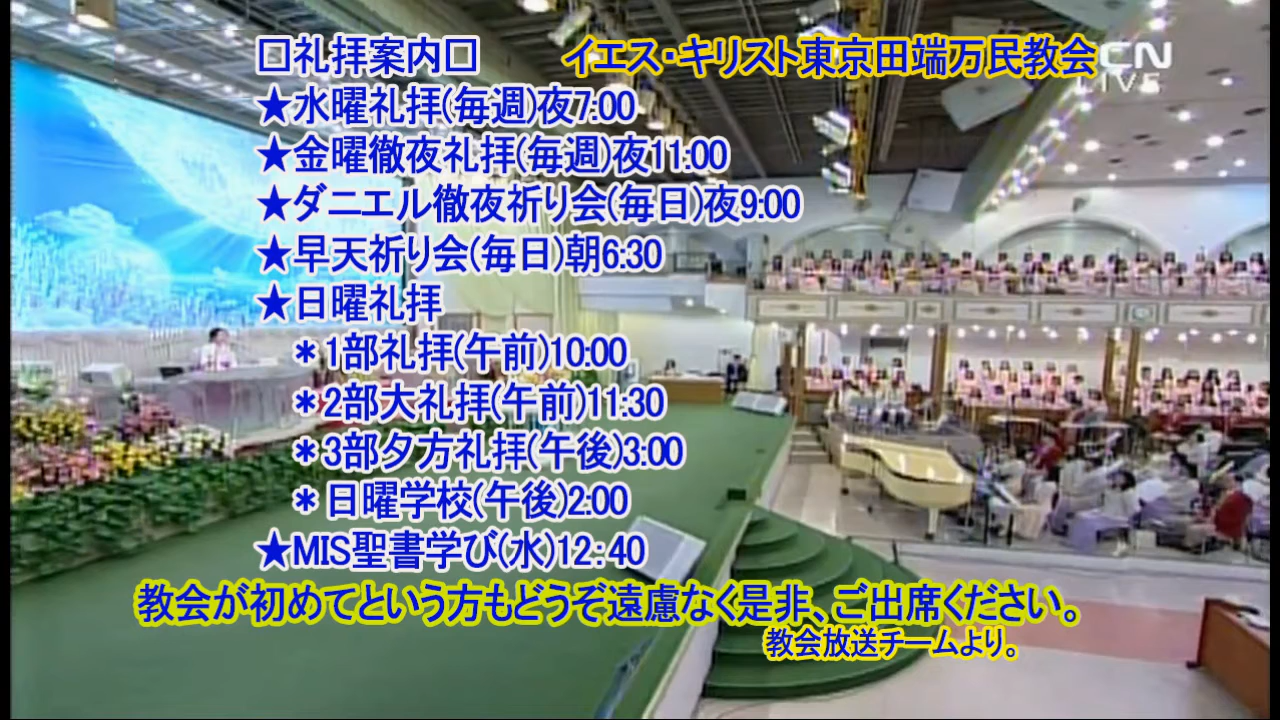 □礼拝案内□ イエス・キリスト東京田端万民教会
CN
LIVE
★水曜礼拝(毎週)夜7:00
★金曜徹夜礼拝(毎週)夜11:00
★ダニエル徹夜祈り会(毎日)夜9:00
★早天祈り会(毎日)朝6:30
★日曜礼拝
＊1部礼拝(午前)10:00
＊2部大礼拝(午前)11:30
＊3部夕方礼拝(午後)3:00
＊日曜学校(午後)2:00
★MIS聖書学び(水)12：40
教会が初めてという方もどうぞ遠慮なく是非、ご出席ください。
教会放送チームより。